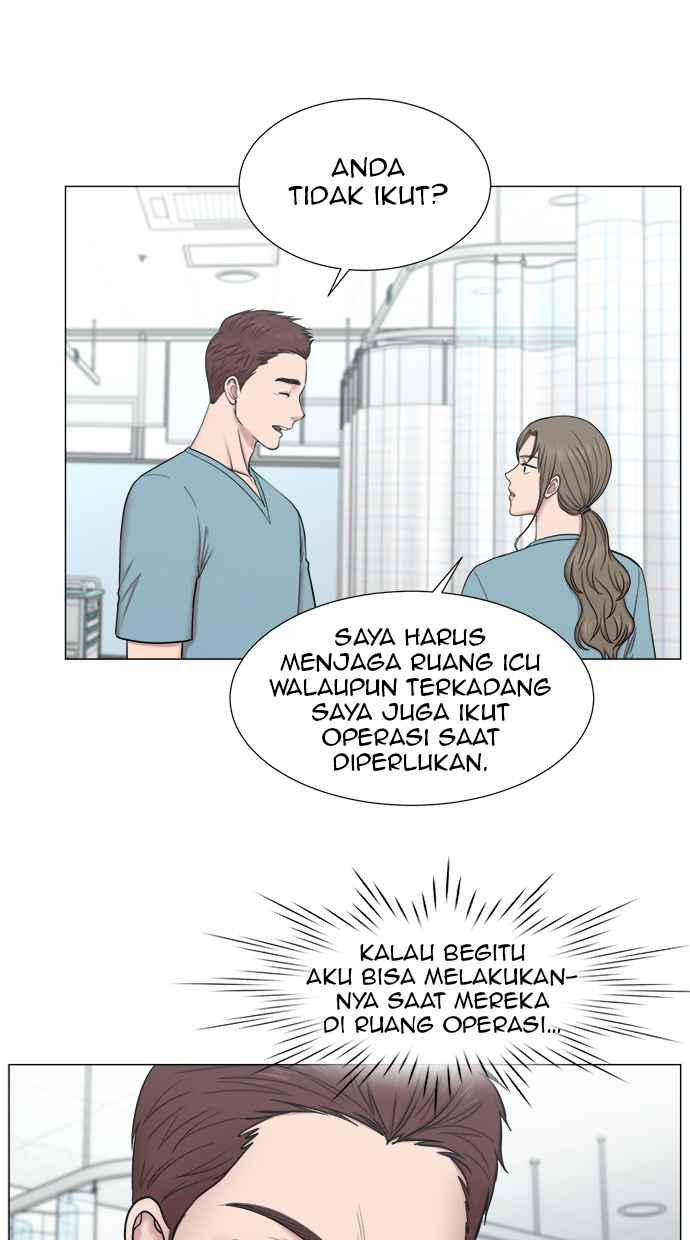 ANDA
TIDAK IKUT?
SAYA HARUS
MENJAGA RUANG ICU
WALAUPUN TERKADANG
SAYA JUGA IKUT
OPERASI SAAT
DIPERLUKAN.
KALAU BEGITU
AKU BISA MELAKUKAN-
NYA SAAT MEREKA
DI RUANG OPERASI...